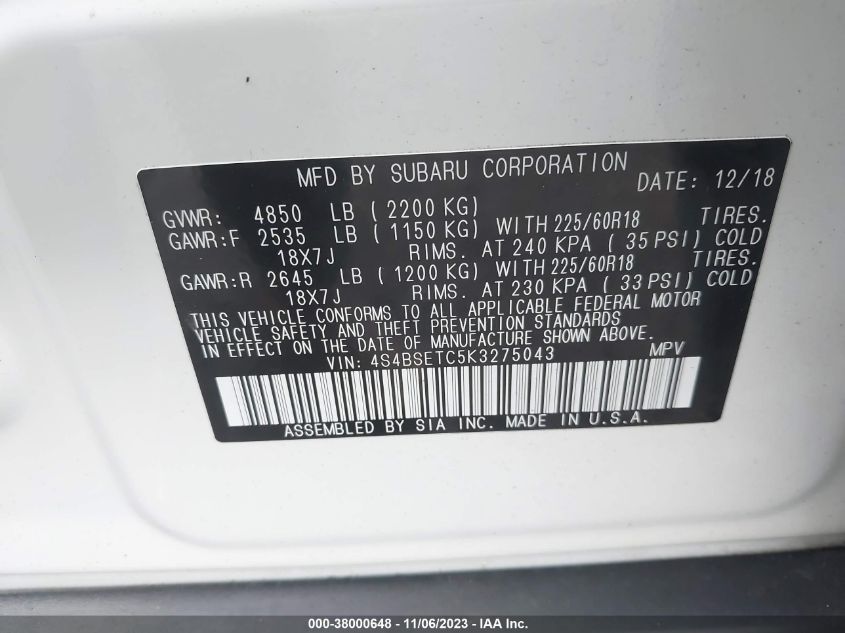 MFD BY SUBARU CORPORATION DATE: 12/18
GVWR: 4850 LB ( 2200 KG)
GAWR:F 2535 LB ( 1150 KG) WITH 225/60R18 TIRES.
18X7J RIMS. AT 240 KPA ( 35 PSI) COLD
GAWR:R 2645 LB ( 1200 KG) WITH 225/60R18 TIRES.
18X7J RIMS. AT 230 KPA ( 33 PSI) COLD
THIS VEHICLE CONFORMS TO ALL APPLICABLE FEDERAL MOTOR
VEHICLE SAFETY AND THEFT PREVENTION STANDARDS
IN EFFECT ON THE DATE OF MANUFACTURE SHOWN ABOVE.
VIN: 4S4BSETC5K3275043 MPV
ASSEMBLED BY SIA INC. MADE IN U.S.A.
000-38000648 - 11/06/2023 - IAA Inc.